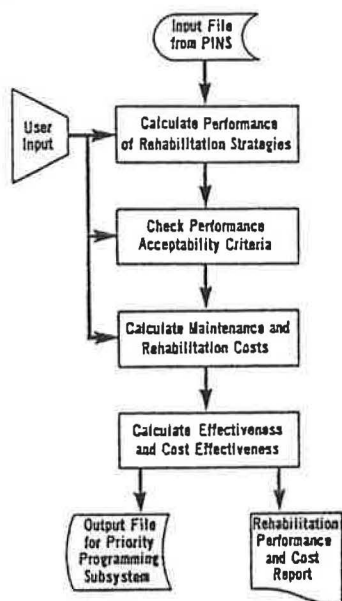 Input File
from PINS
User
Input
Calculate Performance
of Rehabilitation Strategies
Check Performance
Acceptability Criteria
Calculate Maintenance and
Rehabilitation Costs
Calculate Effectiveness
and Cost Effectiveness
Output File
for Priority
Programming
Subsystem
Rehabilitation
Performance
and Cost
Report